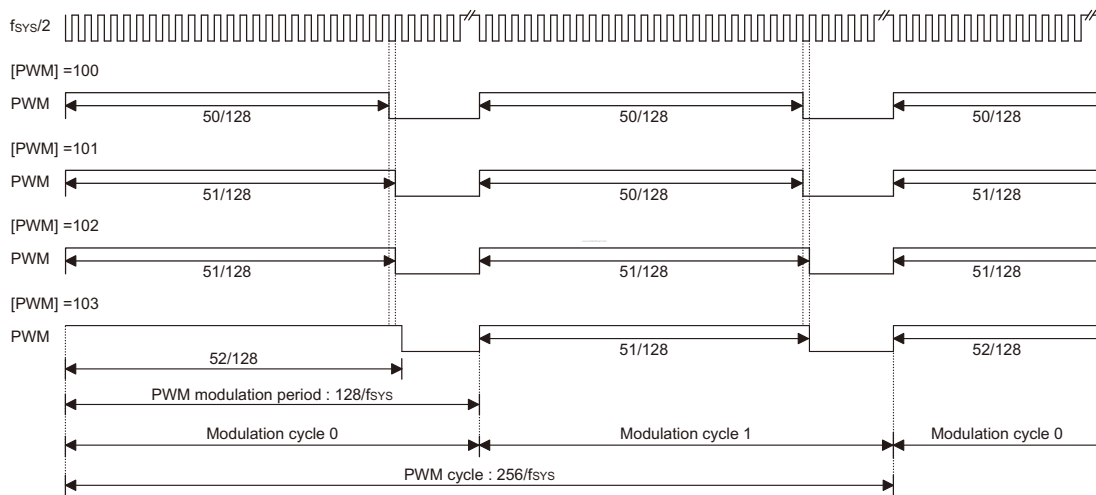 fSYS/2
[PWM] =100
PWM
50/128 50/128 50/128
[PWM] =101
PWM
51/128 50/128 51/128
[PWM] =102
PWM
51/128 51/128 51/128
[PWM] =103
PWM
52/128 51/128 52/128
PWM modulation period : 128/fSYS
Modulation cycle 0 Modulation cycle 1 Modulation cycle 0
PWM cycle : 256/fSYS